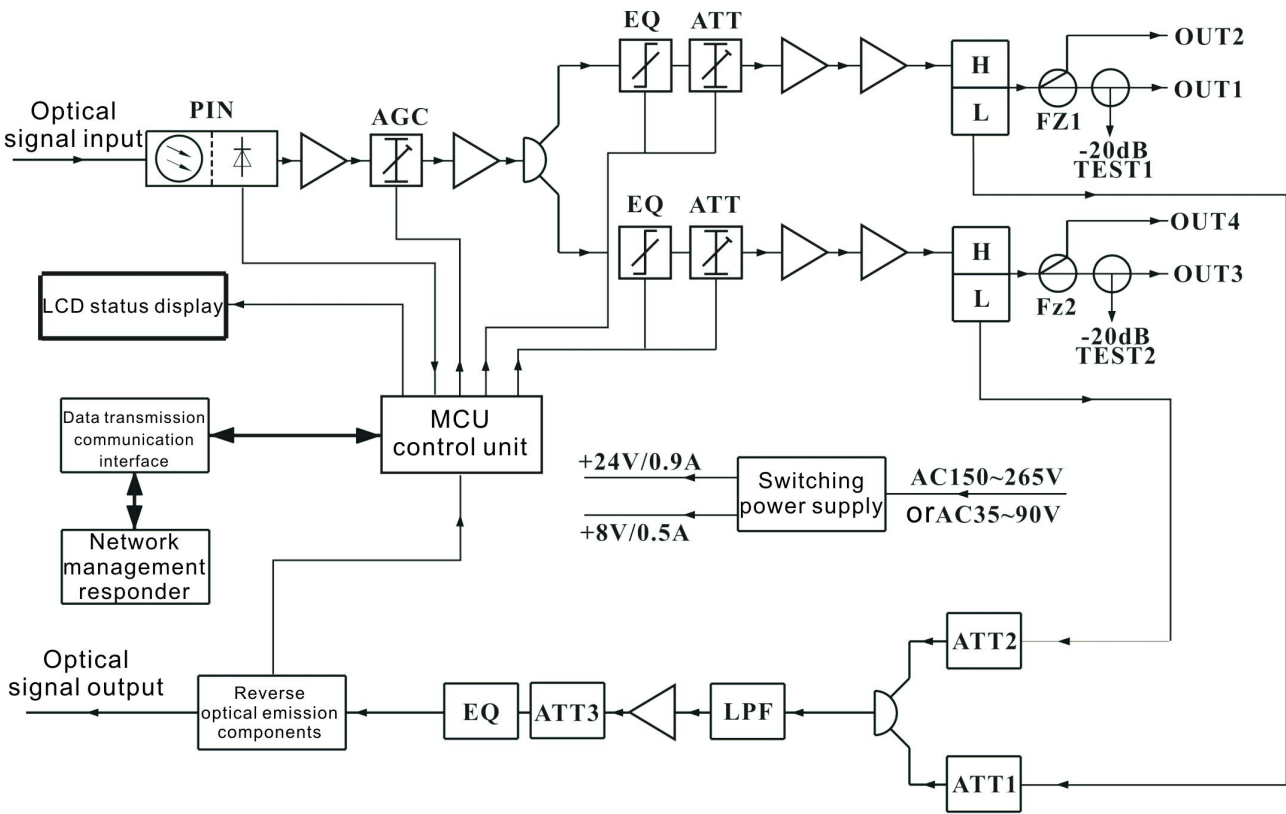 EQ
ATT
OUT2
H
OUT1
L
FZ1
-20dB
TEST1
Optical
signal input
PIN
AGC
EQ
ATT
OUT4
H
OUT3
L
Fz2
-20dB
TEST2
LCD status display
Data transmission
communication
interface
MCU
control unit
Network
management
responder
+24V/0.9A
+8V/0.5A
Switching
power supply
AC150~265V
orAC35~90V
ATT2
Optical
signal output
Reverse
optical emission
components
EQ
ATT3
LPF
ATT1